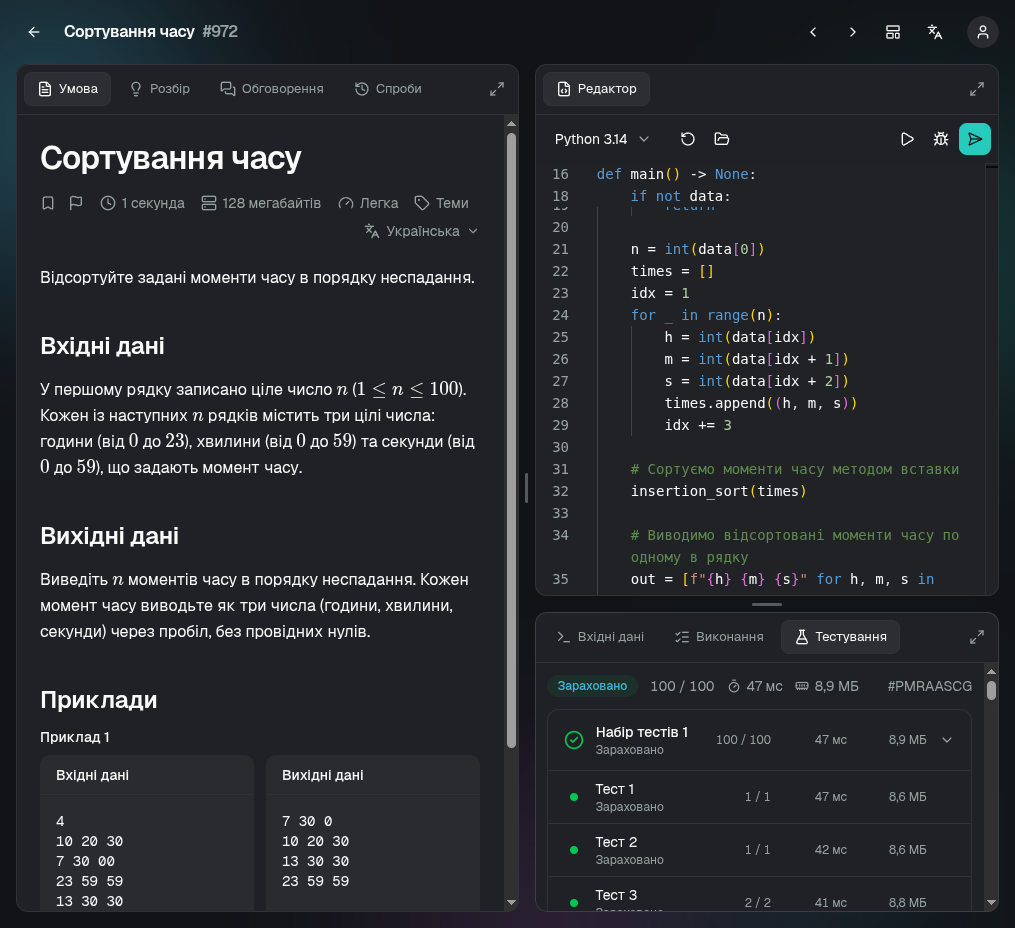 Сортування часу #972
Умова
Розбір
Обговорення
Спроби
Сортування часу
1 секунда
128 мегабайтів
Легка
Теми
Українська
Відсортуйте задані моменти часу в порядку неспадання.
Вхідні дані
У першому рядку записано ціле число n (1 ≤ n ≤ 100).
Кожен із наступних n рядків містить три цілі числа:
години (від 0 до 23), хвилини (від 0 до 59) та секунди (від
0 до 59), що задають момент часу.
Вихідні дані
Виведіть n моментів часу в порядку неспадання. Кожен
момент часу виводьте як три числа (години, хвилини,
секунди) через пробіл, без провідних нулів.
Приклади
Приклад 1
Вхідні дані
4
10 20 30
7 30 00
23 59 59
13 30 30
Вихідні дані
7 30 0
10 20 30
13 30 30
23 59 59
Редактор
Python 3.14
16 def main() -> None:
18 if not data:
19 return
20
21 n = int(data[0])
22 times = []
23 idx = 1
24 for _ in range(n):
25 h = int(data[idx])
26 m = int(data[idx + 1])
27 s = int(data[idx + 2])
28 times.append((h, m, s))
29 idx += 3
30
31 # Сортуємо моменти часу методом вставки
32 insertion_sort(times)
33
34 # Виводимо відсортовані моменти часу по
одному в рядку
35 out = [f"{h} {m} {s}" for h, m, s in
Вхідні дані
Виконання
Тестування
Зараховано 100 / 100 47 мс 8,9 МБ #PMRAASCG
Набір тестів 1 100 / 100 47 мс 8,9 МБ
Зараховано
Тест 1 1 / 1 47 мс 8,6 МБ
Зараховано
Тест 2 1 / 1 42 мс 8,6 МБ
Зараховано
Тест 3 2 / 2 41 мс 8,8 МБ
Зараховано